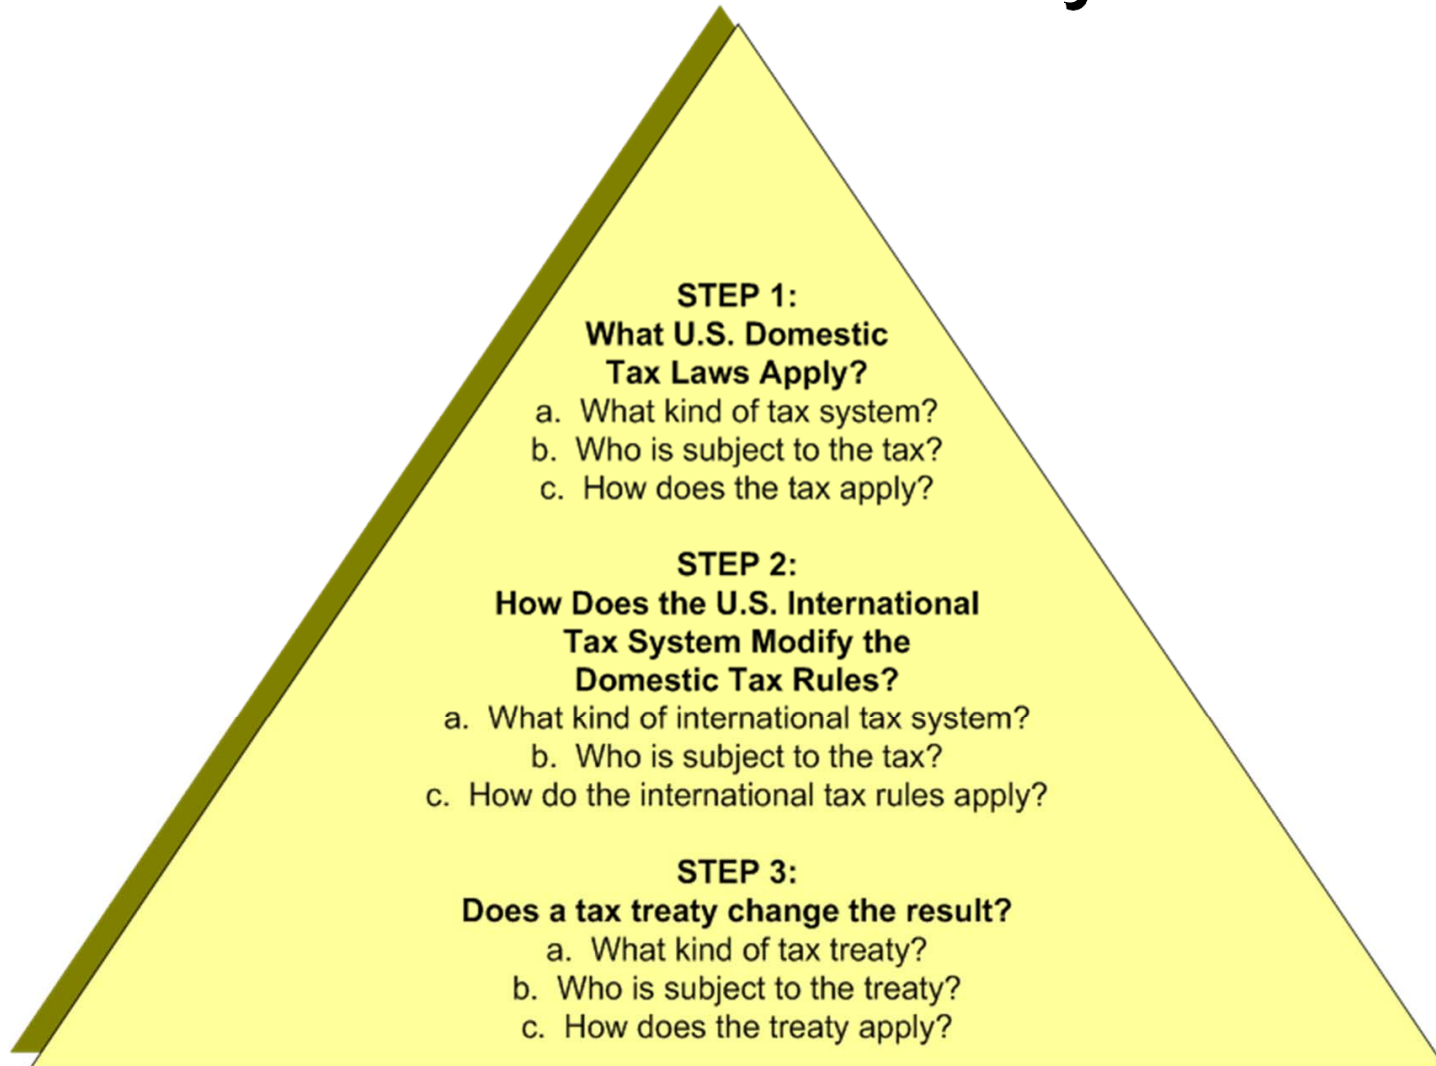 STEP 1:
What U.S. Domestic
Tax Laws Apply?
a. What kind of tax system?
b. Who is subject to the tax?
c. How does the tax apply?
STEP 2:
How Does the U.S. International
Tax System Modify the
Domestic Tax Rules?
a. What kind of international tax system?
b. Who is subject to the tax?
c. How do the international tax rules apply?
STEP 3:
Does a tax treaty change the result?
a. What kind of tax treaty?
b. Who is subject to the treaty?
c. How does the treaty apply?